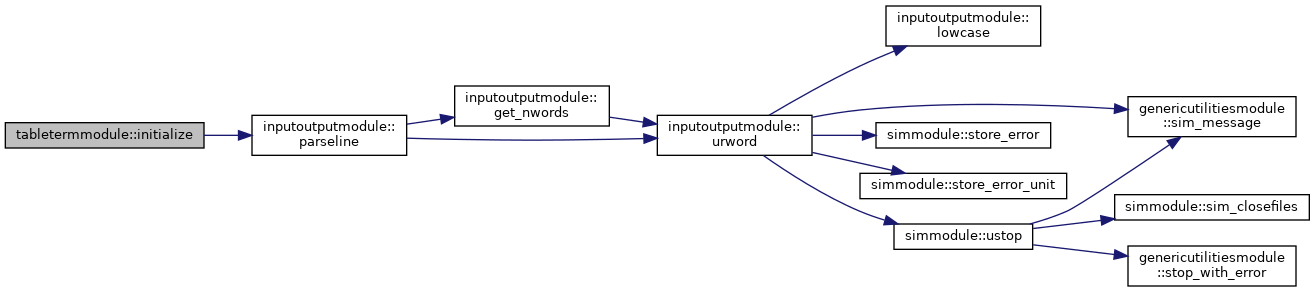 tabletermmodule::initialize
inputoutputmodule::
parseline
inputoutputmodule::
get_nwords
inputoutputmodule::
urword
inputoutputmodule::
lowcase
genericutilitiesmodule
::sim_message
simmodule::store_error
simmodule::store_error_unit
simmodule::ustop
simmodule::sim_closefiles
genericutilitiesmodule
::stop_with_error